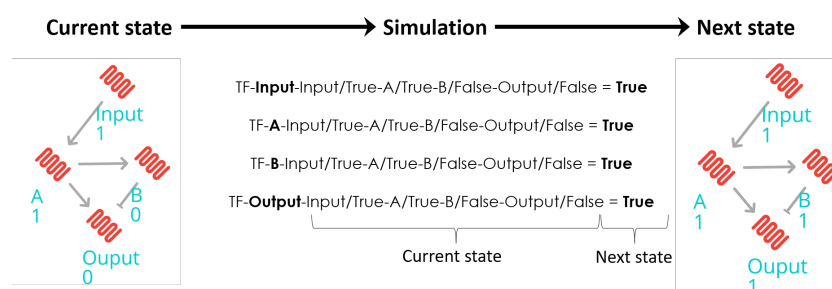 Current state
Simulation
Next state
Input
1
A
1
B
0
Ouput
0
TF-Input-Input/True-A/True-B/False-Output/False = True
TF-A-Input/True-A/True-B/False-Output/False = True
TF-B-Input/True-A/True-B/False-Output/False = True
TF-Output-Input/True-A/True-B/False-Output/False = True
Current state
Next state
Input
1
A
1
B
1
Ouput
1